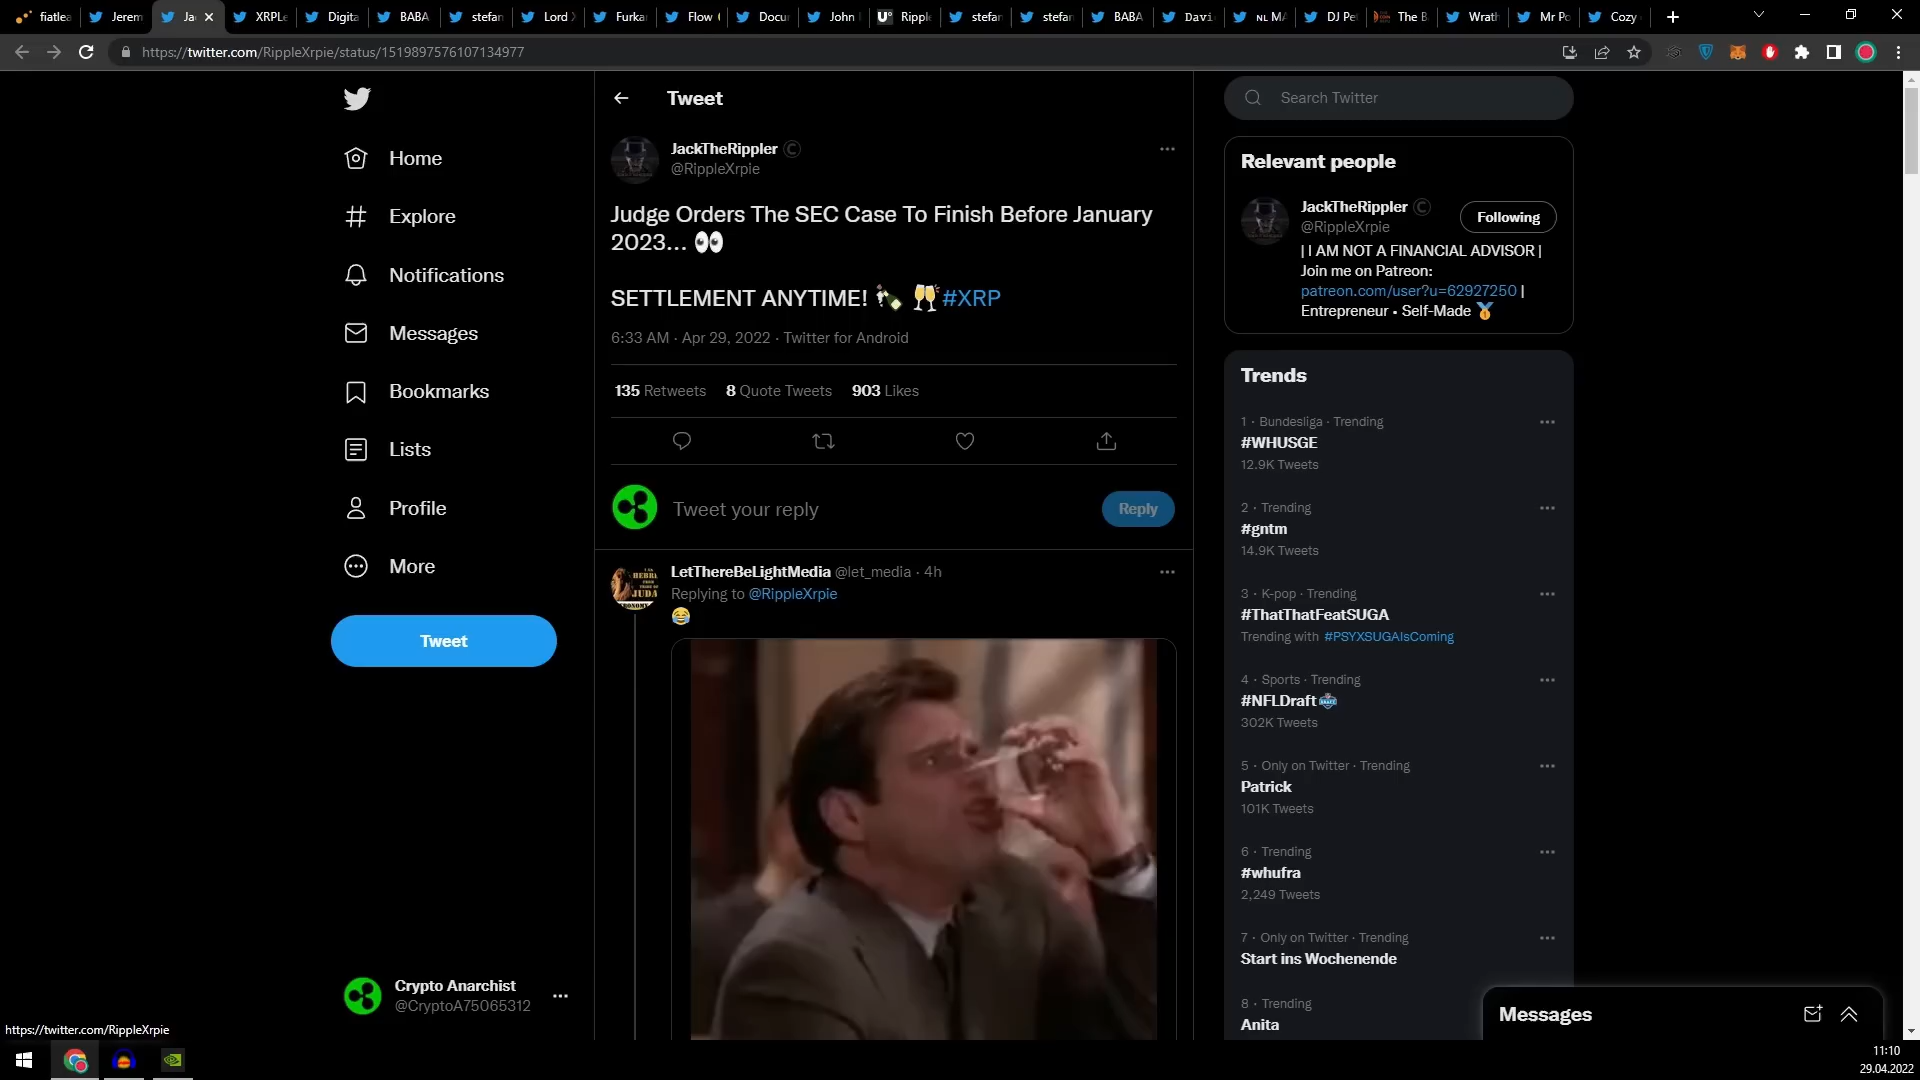 fiatlea
Jerem
Ja
XRPLe
Digita
BABA
stefan
Lord
Furka
Flow
Docu
John
U°
Ripple
stefan
stefan
BABA
Davi
NL MA
DJ Pe
The B
Wrath
Mr Po
Cozy
https://twitter.com/RippleXrpie/status/1519897576107134977
Home
Explore
Notifications
Messages
Bookmarks
Lists
Profile
More
Tweet
Crypto Anarchist
@CryptoA75065312
https://twitter.com/RippleXrpie
Tweet
JackTheRippler ©
@RippleXrpie
Judge Orders The SEC Case To Finish Before January
2023... 👀
SETTLEMENT ANYTIME! 🍾 🥂#XRP
6:33 AM · Apr 29, 2022 · Twitter for Android
135 Retweets 8 Quote Tweets 903 Likes
Tweet your reply
Reply
LetThereBeLightMedia @let_media · 4h
Replying to @RippleXrpie
😂
HEBRE
JUDA
Search Twitter
Relevant people
JackTheRippler ©
@RippleXrpie
Following
| I AM NOT A FINANCIAL ADVISOR |
Join me on Patreon:
patreon.com/user?u=62927250 |
Entrepreneur • Self-Made 🏅
Trends
1 · Bundesliga · Trending
#WHUSGE
12.9K Tweets
2 · Trending
#gntm
14.9K Tweets
3 · K-pop · Trending
#ThatThatFeatSUGA
Trending with #PSYXSUGAIsComing
4 · Sports · Trending
#NFLDraft
302K Tweets
5 · Only on Twitter · Trending
Patrick
101K Tweets
6 · Trending
#whufra
2,249 Tweets
7 · Only on Twitter · Trending
Start ins Wochenende
8 · Trending
Anita
Messages
11:10
29.04.2022